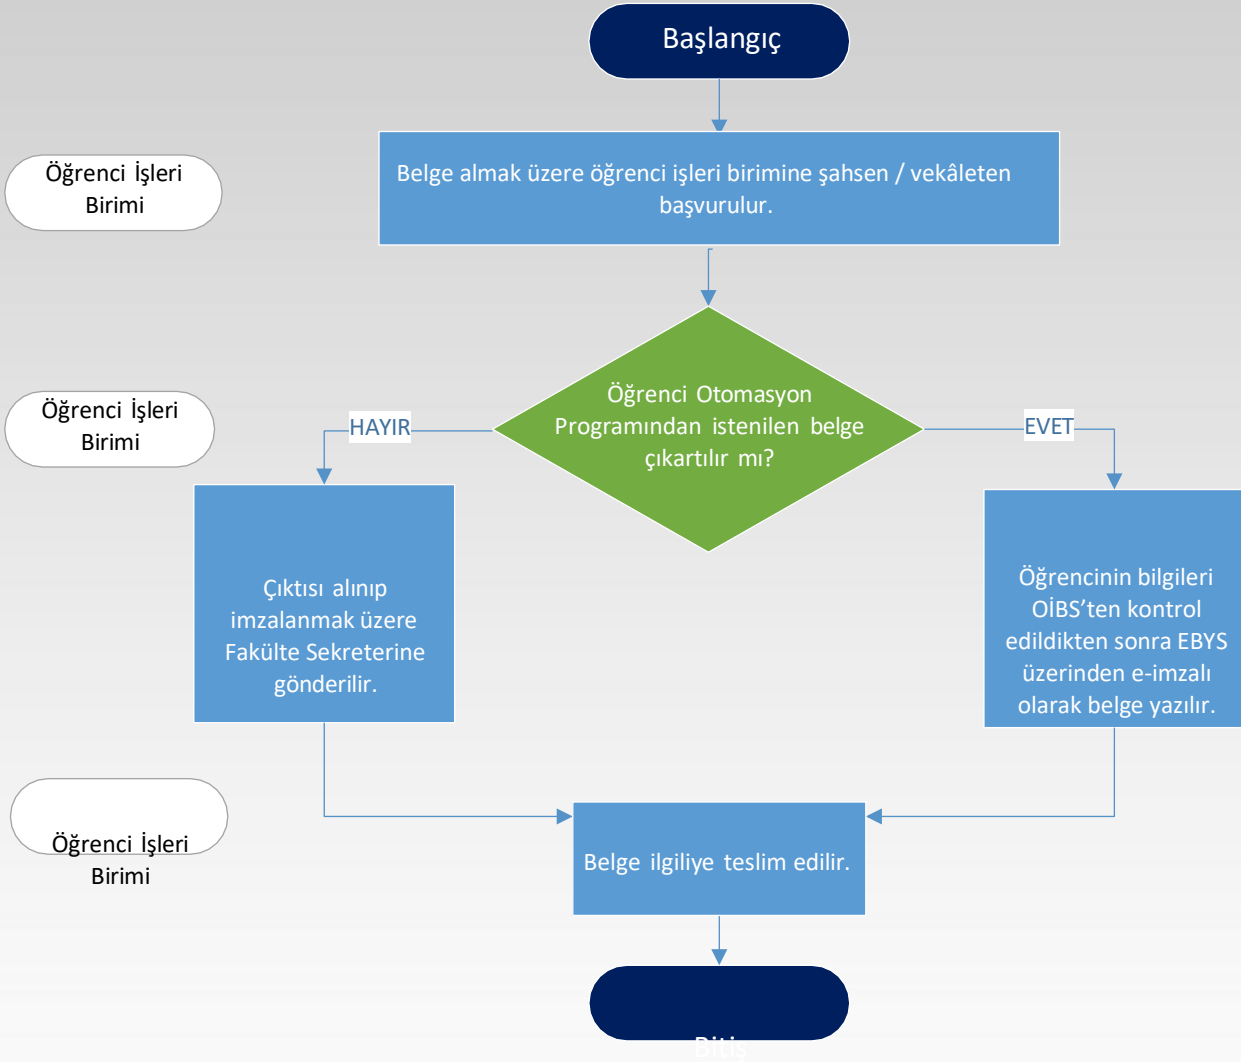 Başlangıç
Öğrenci İşleri
Birimi
Belge almak üzere öğrenci işleri birimine şahsen / vekâleten
başvurulur.
Öğrenci İşleri
Birimi
Öğrenci Otomasyon
Programından istenilen belge
çıkartılır mı?
HAYIR
EVET
Çıktısı alınıp
imzalanmak üzere
Fakülte Sekreterine
gönderilir.
Öğrencinin bilgileri
OİBS’ten kontrol
edildikten sonra EBYS
üzerinden e-imzalı
olarak belge yazılır.
Öğrenci İşleri
Birimi
Belge ilgiliye teslim edilir.
Bitiş